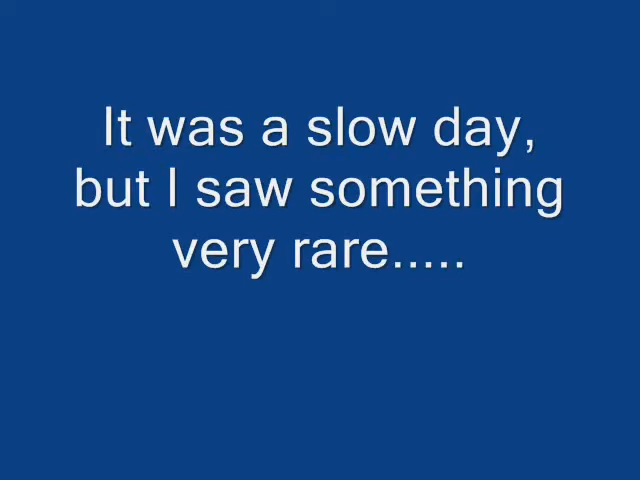 It was a slow day,
but I saw something
very rare.....